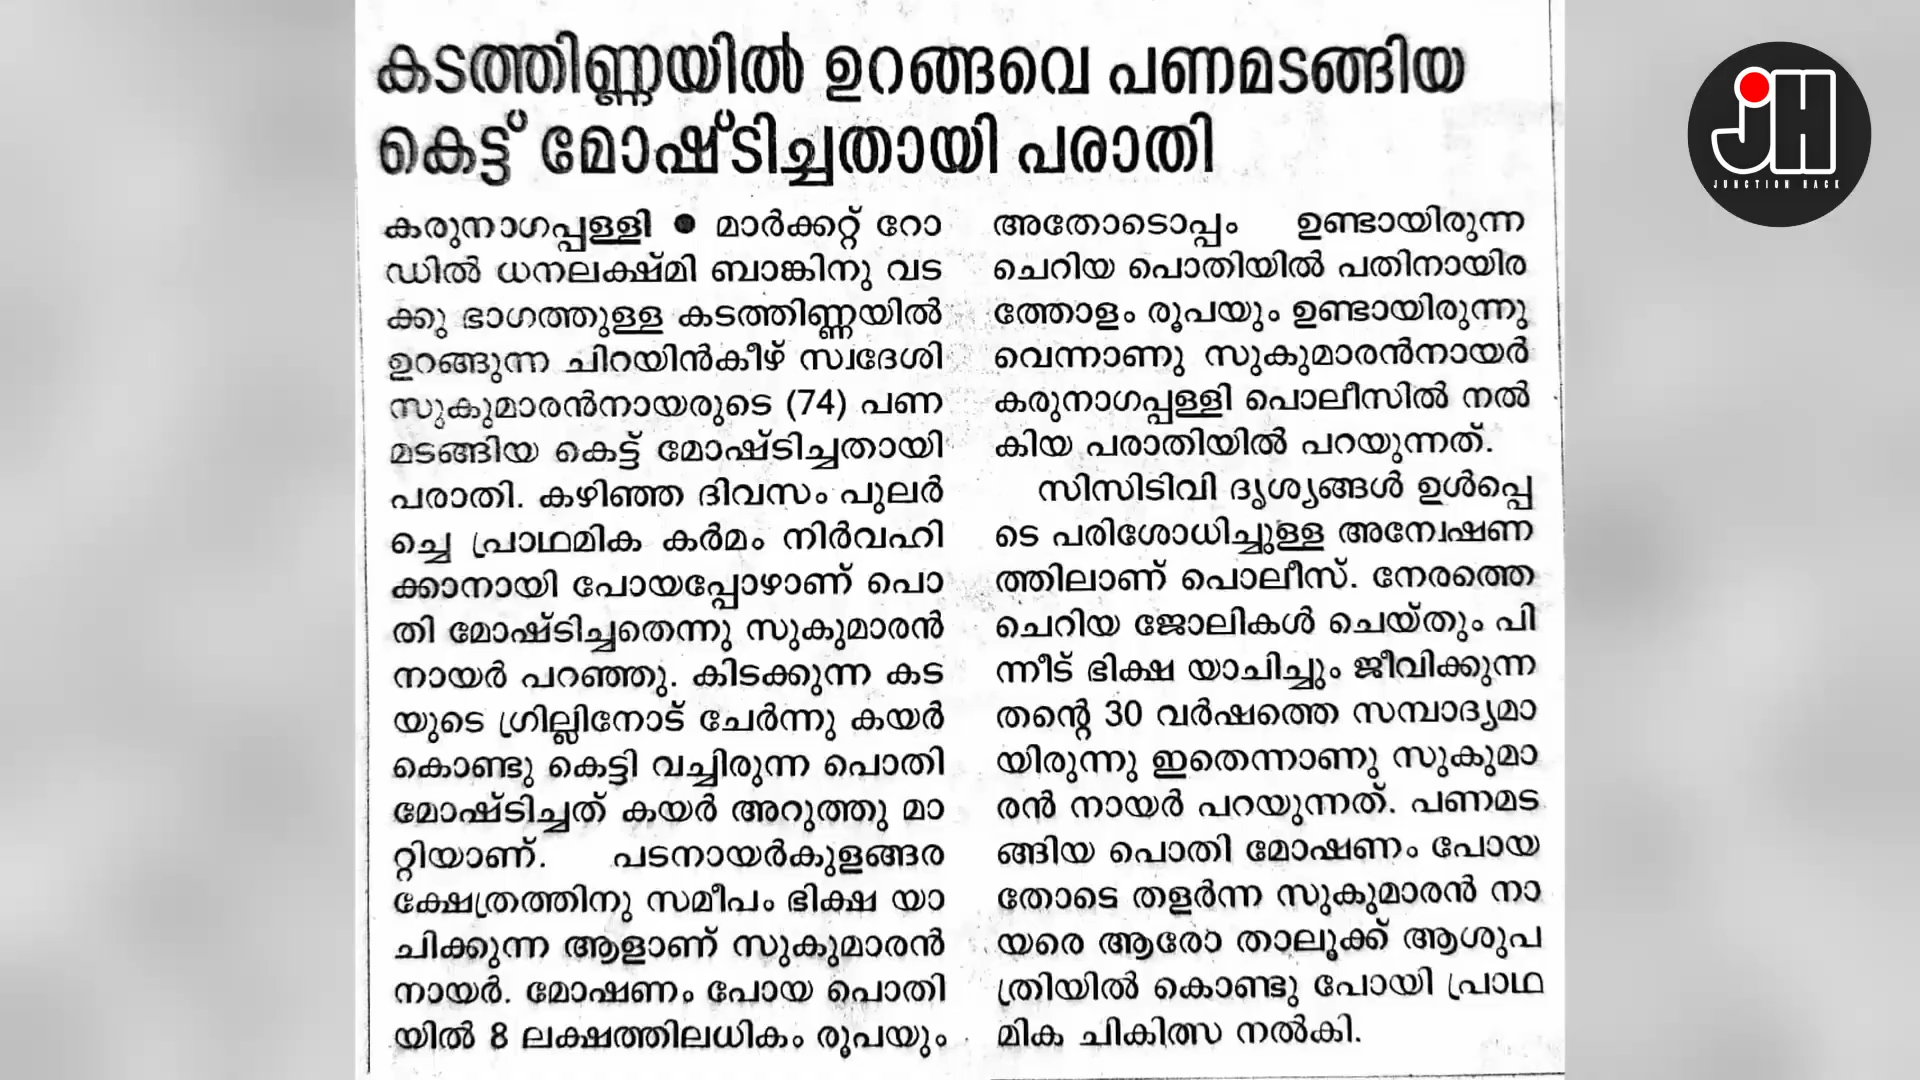 കടത്തിണ്ണയിൽ ഉറങ്ങവെ പണമടങ്ങിയ
കെട്ട് മോഷ്ടിച്ചതായി പരാതി
കരുനാഗപ്പള്ളി ● മാർക്കറ്റ് റോ
ഡിൽ ധനലക്ഷ്മി ബാങ്കിനു വട
ക്കു ഭാഗത്തുള്ള കടത്തിണ്ണയിൽ
ഉറങ്ങുന്ന ചിറയിൻകീഴ് സ്വദേശി
സുകുമാരൻനായരുടെ (74) പണ
മടങ്ങിയ കെട്ട് മോഷ്ടിച്ചതായി
പരാതി. കഴിഞ്ഞ ദിവസം പുലർ
ച്ചെ പ്രാഥമിക കർമം നിർവഹി
ക്കാനായി പോയപ്പോഴാണ് പൊ
തി മോഷ്ടിച്ചതെന്നു സുകുമാരൻ
നായർ പറഞ്ഞു. കിടക്കുന്ന കട
യുടെ ഗ്രില്ലിനോട് ചേർന്നു കയർ
കൊണ്ടു കെട്ടി വച്ചിരുന്ന പൊതി
മോഷ്ടിച്ചത് കയർ അറുത്തു മാ
റ്റിയാണ്. പടനായർകുളങ്ങര
ക്ഷേത്രത്തിനു സമീപം ഭിക്ഷ യാ
ചിക്കുന്ന ആളാണ് സുകുമാരൻ
നായർ. മോഷണം പോയ പൊതി
യിൽ 8 ലക്ഷത്തിലധികം രൂപയും
അതോടൊപ്പം ഉണ്ടായിരുന്ന
ചെറിയ പൊതിയിൽ പതിനായിര
ത്തോളം രൂപയും ഉണ്ടായിരുന്നു
വെന്നാണു സുകുമാരൻനായർ
കരുനാഗപ്പള്ളി പൊലീസിൽ നൽ
കിയ പരാതിയിൽ പറയുന്നത്.
സിസിടിവി ദൃശ്യങ്ങൾ ഉൾപ്പെ
ടെ പരിശോധിച്ചുള്ള അന്വേഷണ
ത്തിലാണ് പൊലീസ്. നേരത്തെ
ചെറിയ ജോലികൾ ചെയ്തും പി
ന്നീട് ഭിക്ഷ യാചിച്ചും ജീവിക്കുന്ന
തന്റെ 30 വർഷത്തെ സമ്പാദ്യമാ
യിരുന്നു ഇതെന്നാണു സുകുമാ
രൻ നായർ പറയുന്നത്. പണമട
ങ്ങിയ പൊതി മോഷണം പോയ
തോടെ തളർന്ന സുകുമാരൻ നാ
യരെ ആരോ താലൂക്ക് ആശുപ
ത്രിയിൽ കൊണ്ടു പോയി പ്രാഥ
മിക ചികിത്സ നൽകി.
JH
JUNCTION HACK